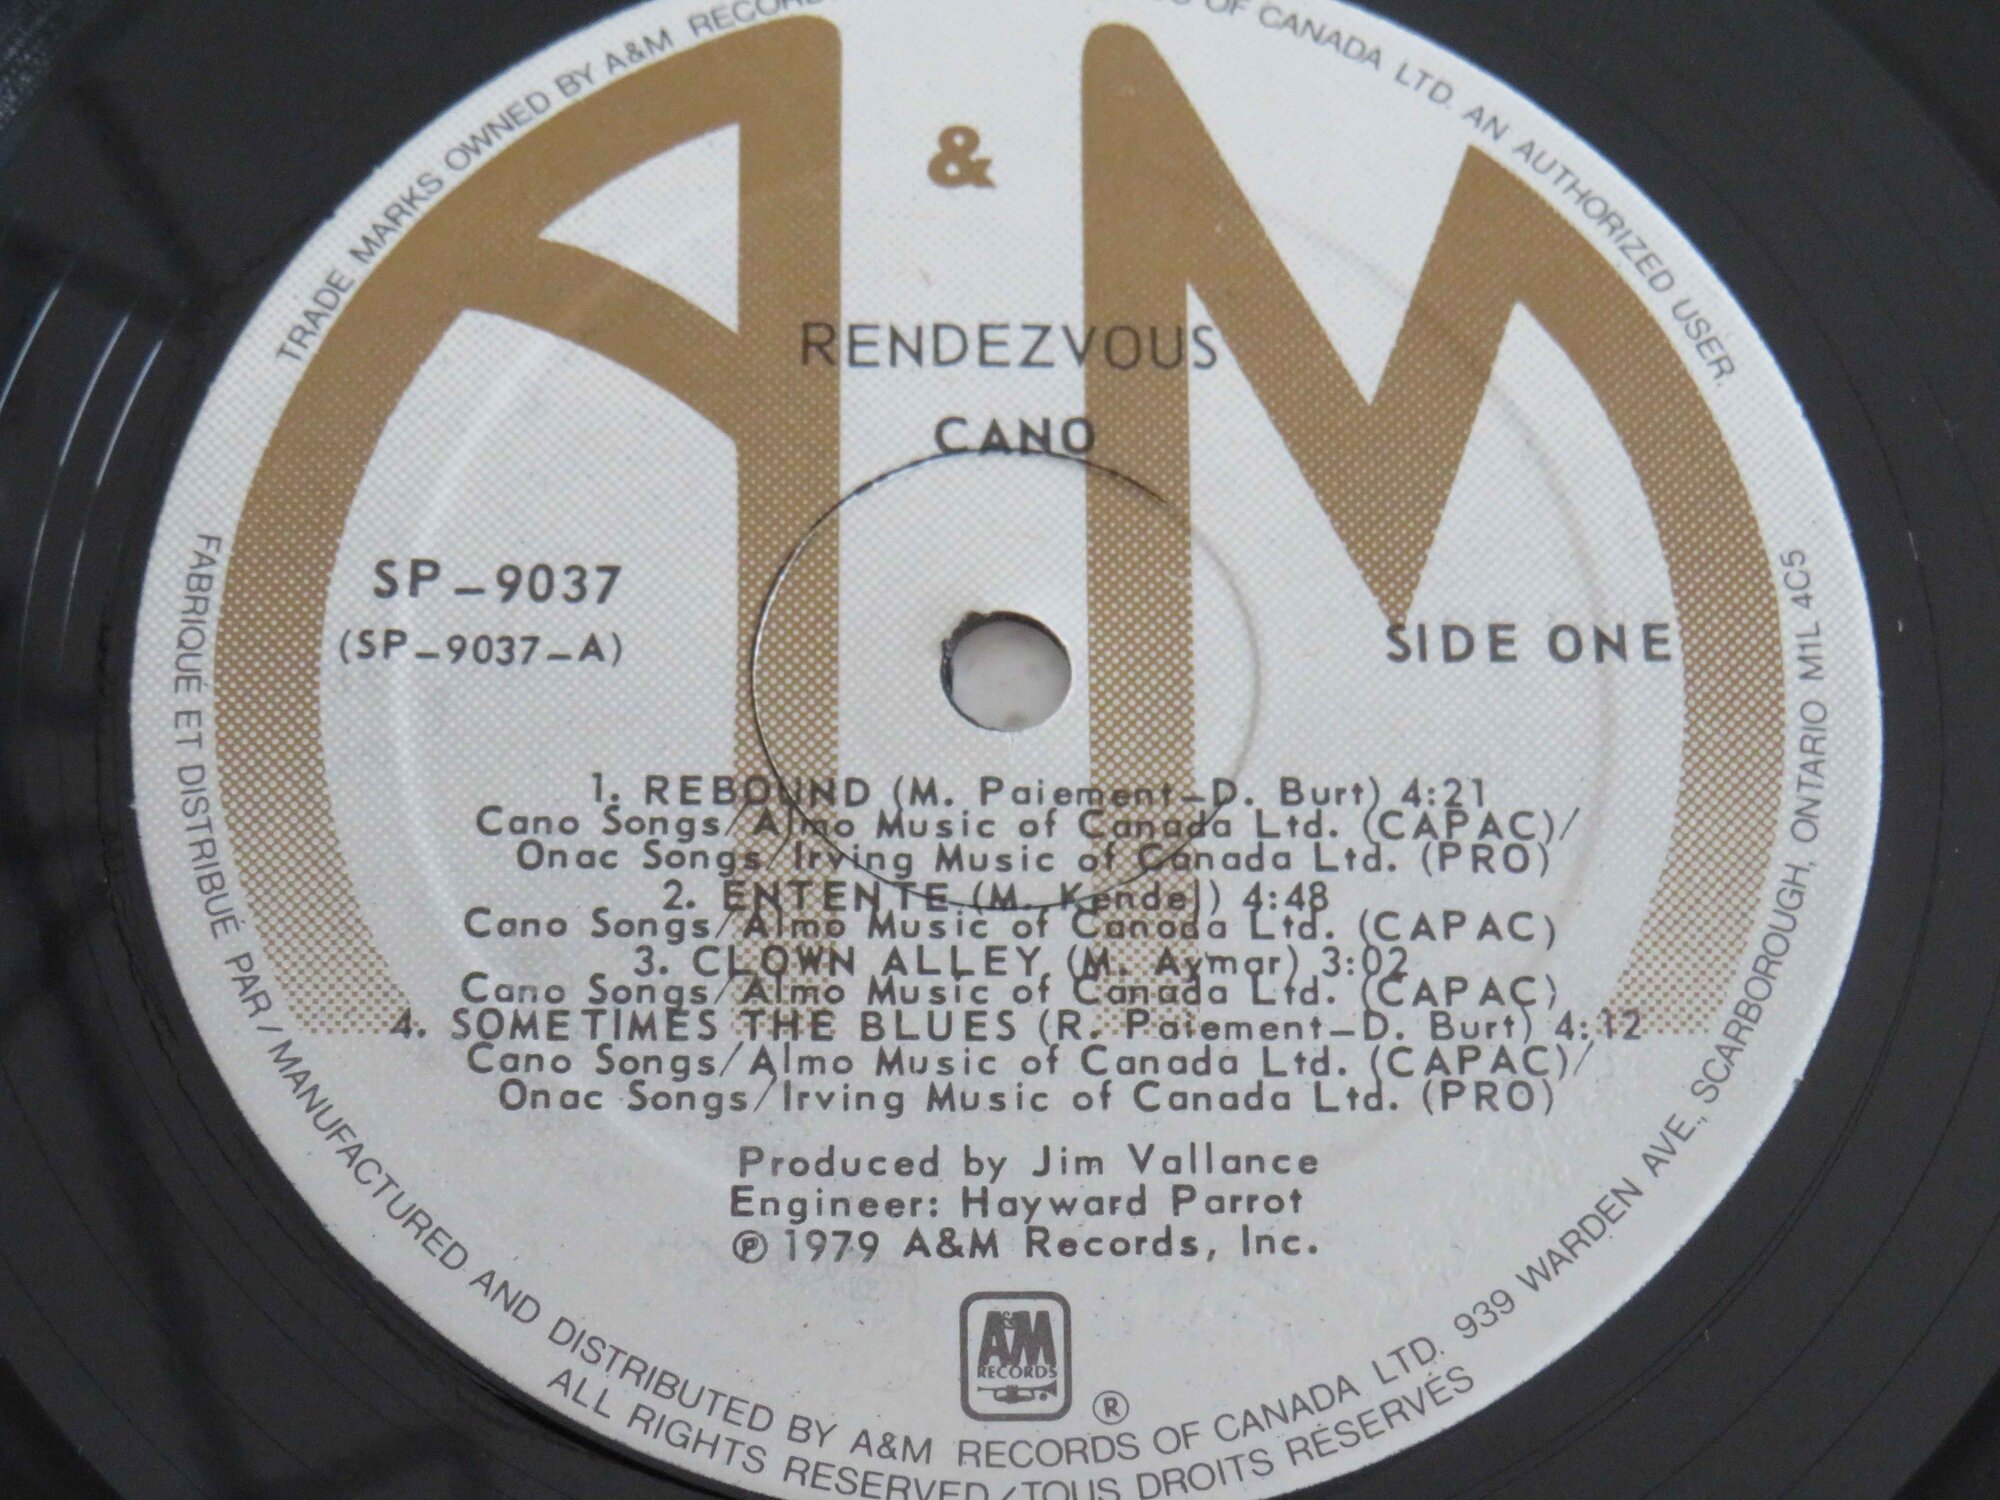 TRADE MARKS OWNED BY A&M RECORDS OF CANADA LTD. AN AUTHORIZED USER.
A & M
RENDEZVOUS
CANO
SP-9037
(SP-9037-A)
SIDE ONE
1. REBOUND (M. Paiement-D. Burt) 4:21
Cano Songs/Almo Music of Canada Ltd. (CAPAC)/
Onac Songs/Irving Music of Canada Ltd. (PRO)
2. ENTENTE (M. Kendel) 4:48
Cano Songs/Almo Music of Canada Ltd. (CAPAC)
3. CLOWN ALLEY (M. Aymar) 3:02
Cano Songs/Almo Music of Canada Ltd. (CAPAC)
4. SOMETIMES THE BLUES (R. Paiement-D. Burt) 4:12
Cano Songs/Almo Music of Canada Ltd. (CAPAC)/
Onac Songs/Irving Music of Canada Ltd. (PRO)
Produced by Jim Vallance
Engineer: Hayward Parrot
℗ 1979 A&M Records, Inc.
A&M
RECORDS
®
FABRIQUÉ ET DISTRIBUÉ PAR / MANUFACTURED AND DISTRIBUTED BY A&M RECORDS OF CANADA LTD. 939 WARDEN AVE., SCARBOROUGH, ONTARIO M1L 4C5
ALL RIGHTS RESERVED / TOUS DROITS RÉSERVÉS